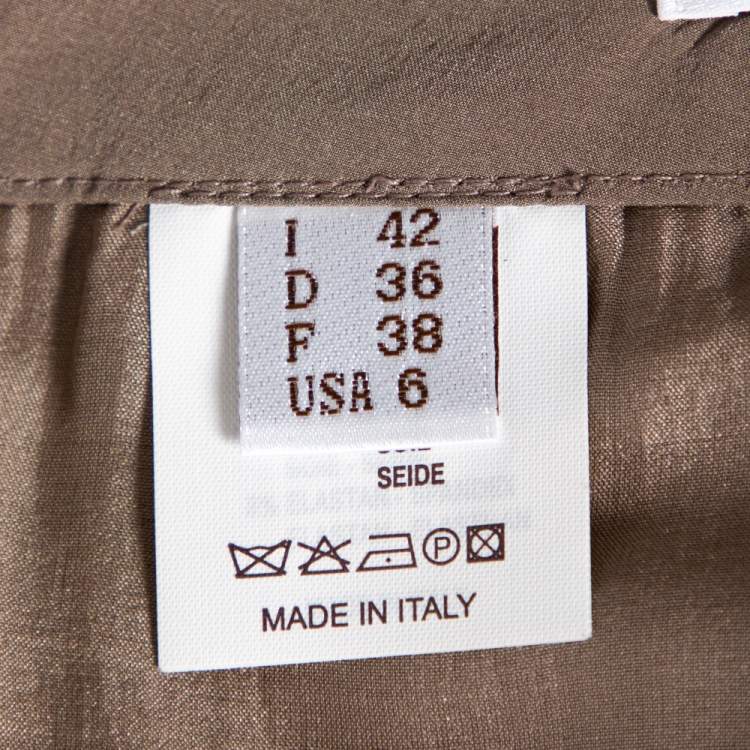 I 42
D 36
F 38
USA 6
SEIDE
P
MADE IN ITALY